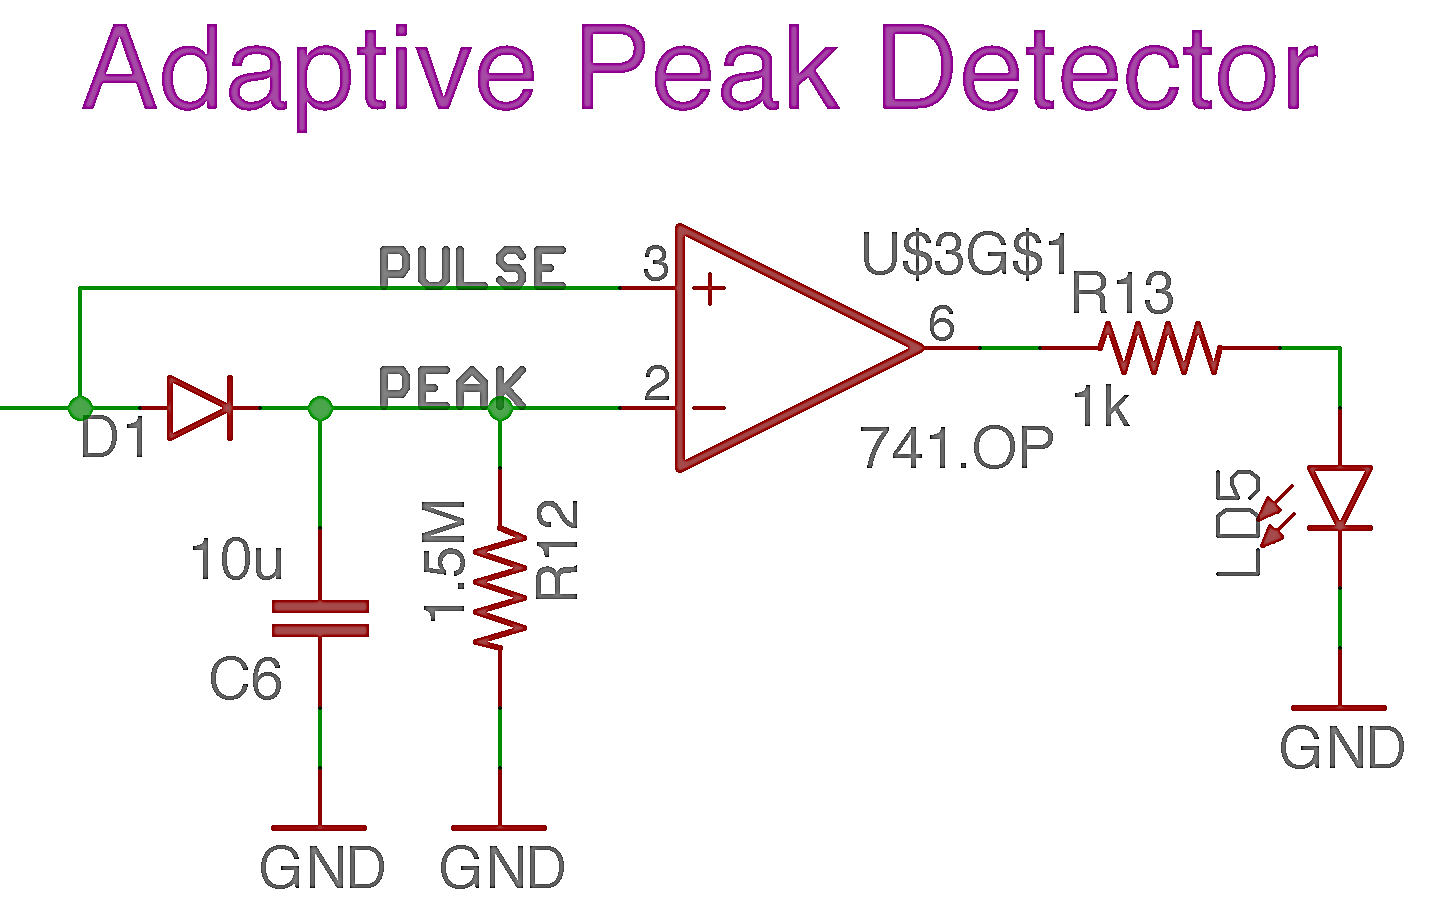 Adaptive Peak Detector
PULSE
3
U$3G$1
R13
6
PEAK
2
1k
D1
741.OP
LD5
10u
1.5M
R12
C6
GND
GND
GND